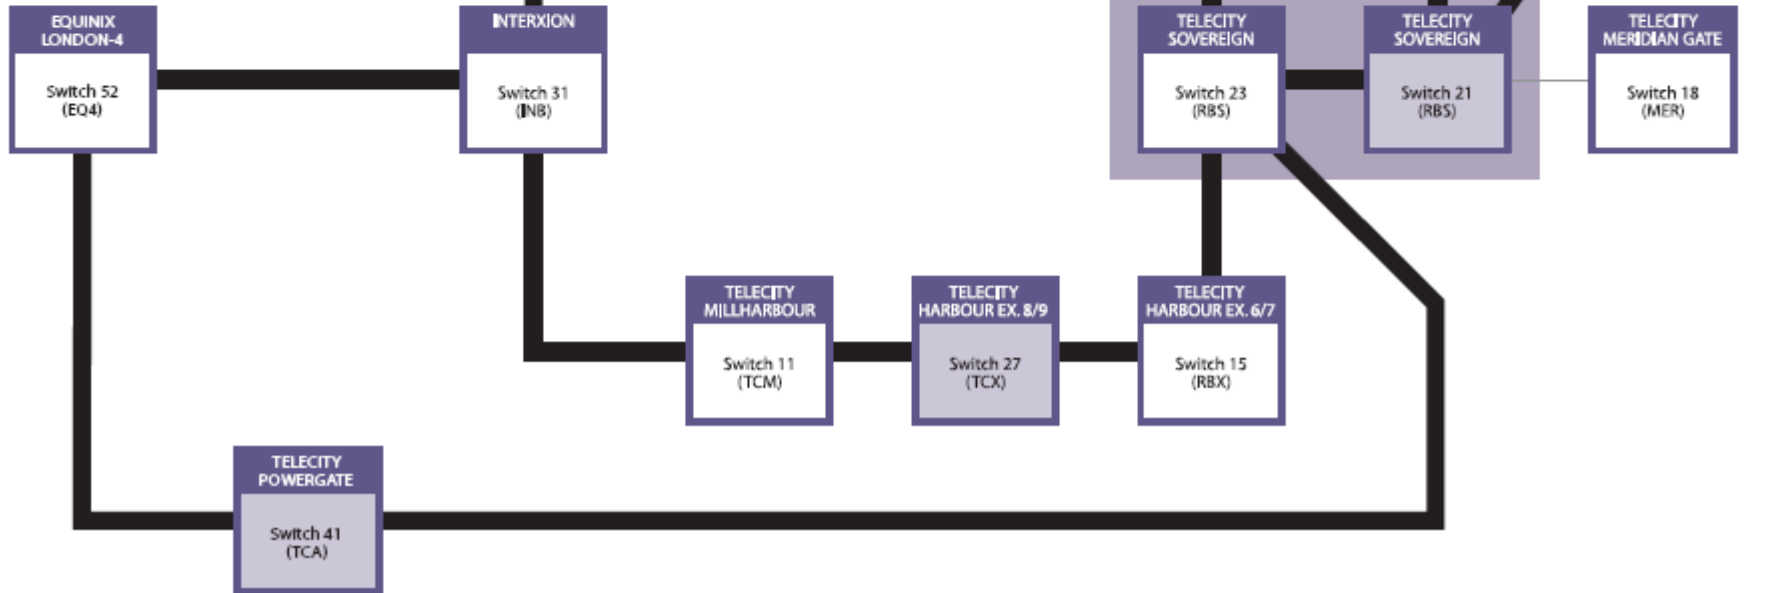 EQUINIX
LONDON-4
Switch 52
(EQ4)
INTERXION
Switch 31
(INB)
TELECITY
SOVEREIGN
Switch 23
(RBS)
TELECITY
SOVEREIGN
Switch 21
(RBS)
TELECITY
MERIDIAN GATE
Switch 18
(MER)
TELECITY
MILLHARBOUR
Switch 11
(TCM)
TELECITY
HARBOUR EX. 8/9
Switch 27
(TCX)
TELECITY
HARBOUR EX. 6/7
Switch 15
(RBX)
TELECITY
POWERGATE
Switch 41
(TCA)